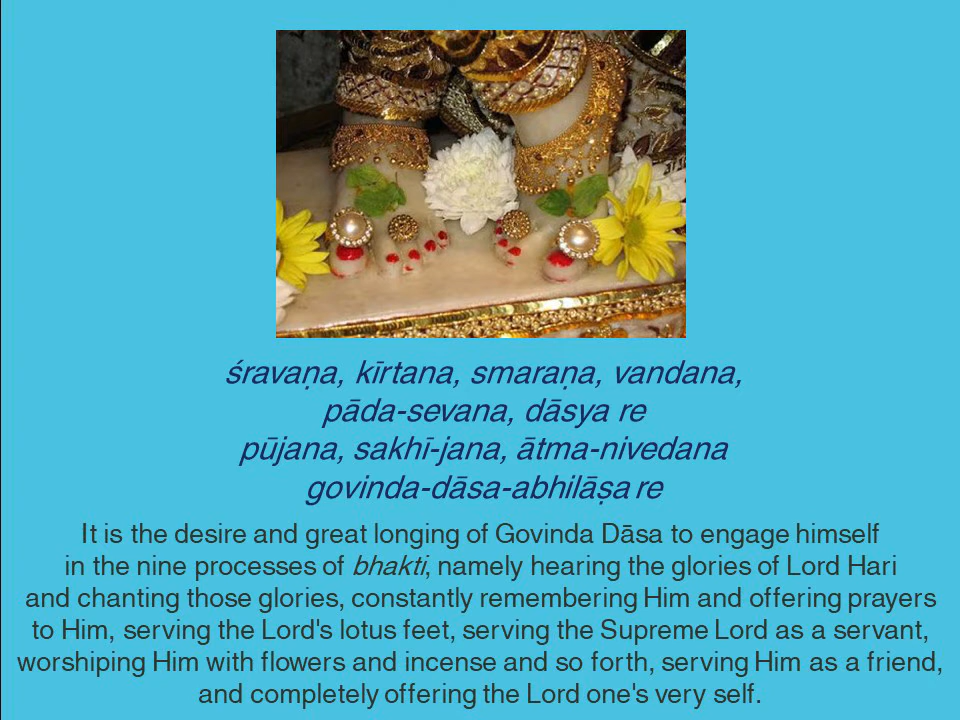 śravaṇa, kīrtana, smaraṇa, vandana,
pāda-sevana, dāsya re
pūjana, sakhī-jana, ātma-nivedana
govinda-dāsa-abhilāṣa re
It is the desire and great longing of Govinda Dāsa to engage himself
in the nine processes of bhakti, namely hearing the glories of Lord Hari
and chanting those glories, constantly remembering Him and offering prayers
to Him, serving the Lord's lotus feet, serving the Supreme Lord as a servant,
worshiping Him with flowers and incense and so forth, serving Him as a friend,
and completely offering the Lord one's very self.